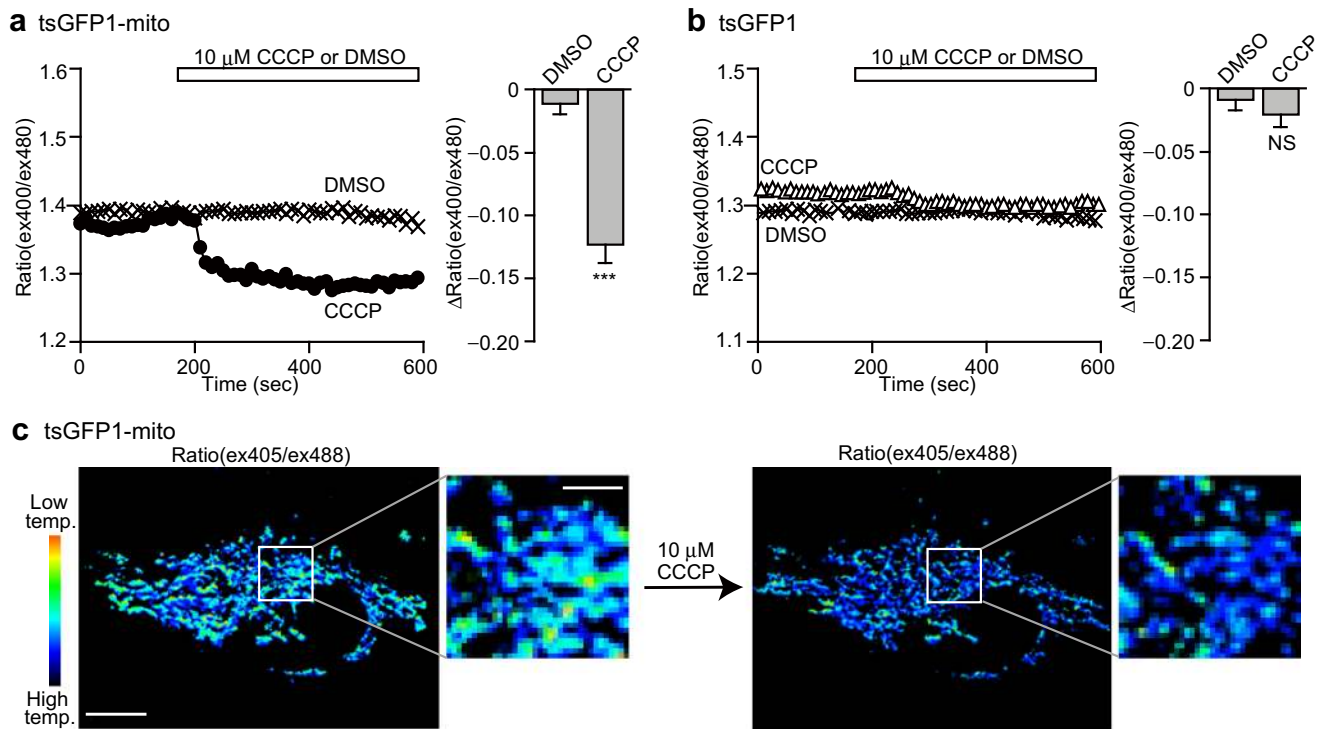 a tsGFP1-mito
10 μM CCCP or DMSO
Ratio(ex400/ex480)
1.6
1.5
1.4
1.3
1.2
DMSO
CCCP
0
200
400
600
Time (sec)
DMSO
CCCP
ΔRatio(ex400/ex480)
0
−0.05
−0.10
−0.15
−0.20
***
b tsGFP1
10 μM CCCP or DMSO
Ratio(ex400/ex480)
1.5
1.4
1.3
1.2
1.1
CCCP
DMSO
0
200
400
600
Time (sec)
DMSO
CCCP
ΔRatio(ex400/ex480)
0
−0.05
−0.10
−0.15
−0.20
NS
c tsGFP1-mito
Ratio(ex405/ex488)
Low
temp.
High
temp.
10 μM
CCCP
Ratio(ex405/ex488)